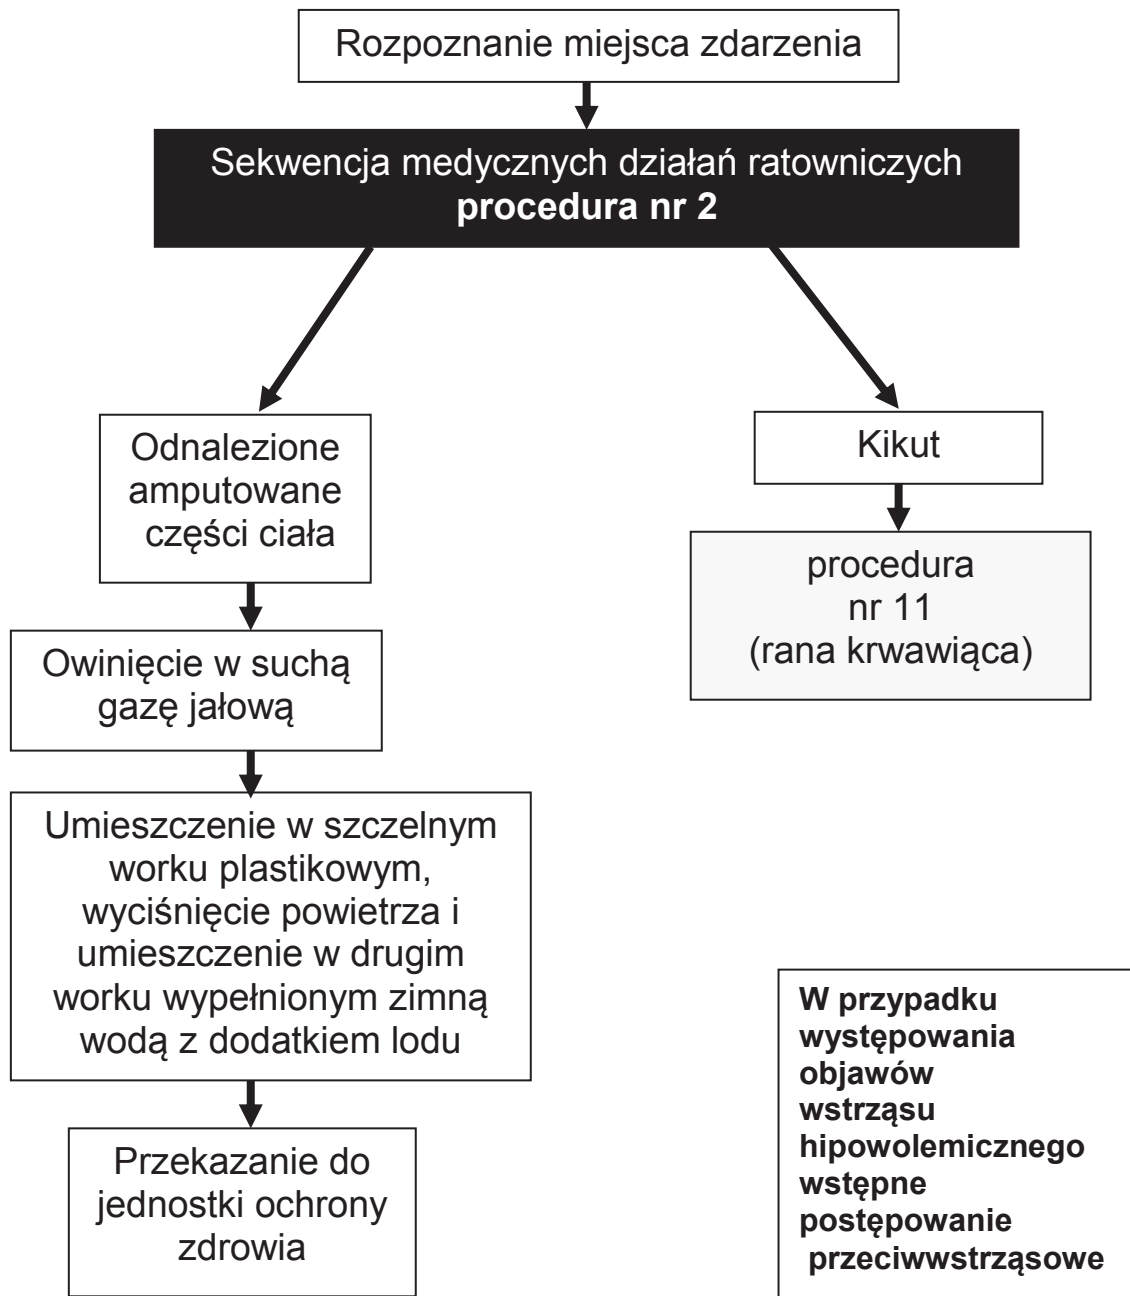 Rozpoznanie miejsca zdarzenia
Sekwencja medycznych działań ratowniczych
procedura nr 2
Odnalezione
amputowane
części ciała
Owinięcie w suchą
gazę jałową
Umieszczenie w szczelnym
worku plastikowym,
wyciśnięcie powietrza i
umieszczenie w drugim
worku wypełnionym zimną
wodą z dodatkiem lodu
Przekazanie do
jednostki ochrony
zdrowia
Kikut
procedura
nr 11
(rana krwawiąca)
W przypadku
występowania
objawów
wstrząsu
hipowolemicznego
wstępne
postępowanie
przeciwwstrząsowe